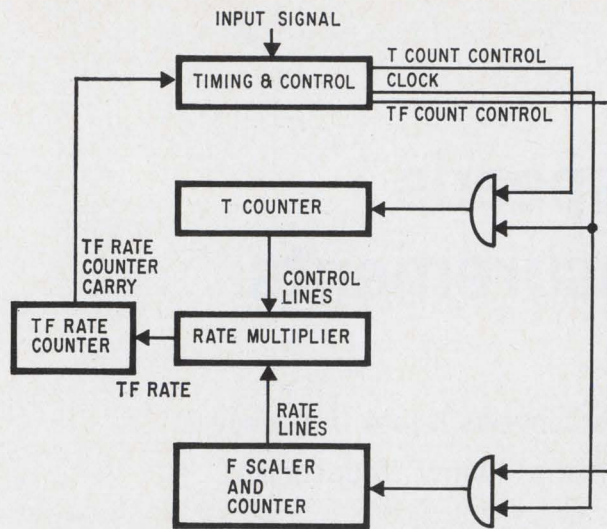 INPUT SIGNAL
TIMING & CONTROL
T COUNT CONTROL
CLOCK
TF COUNT CONTROL
T COUNTER
TF RATE
COUNTER
CARRY
CONTROL
LINES
TF RATE
COUNTER
RATE MULTIPLIER
TF RATE
RATE
LINES
F SCALER
AND
COUNTER